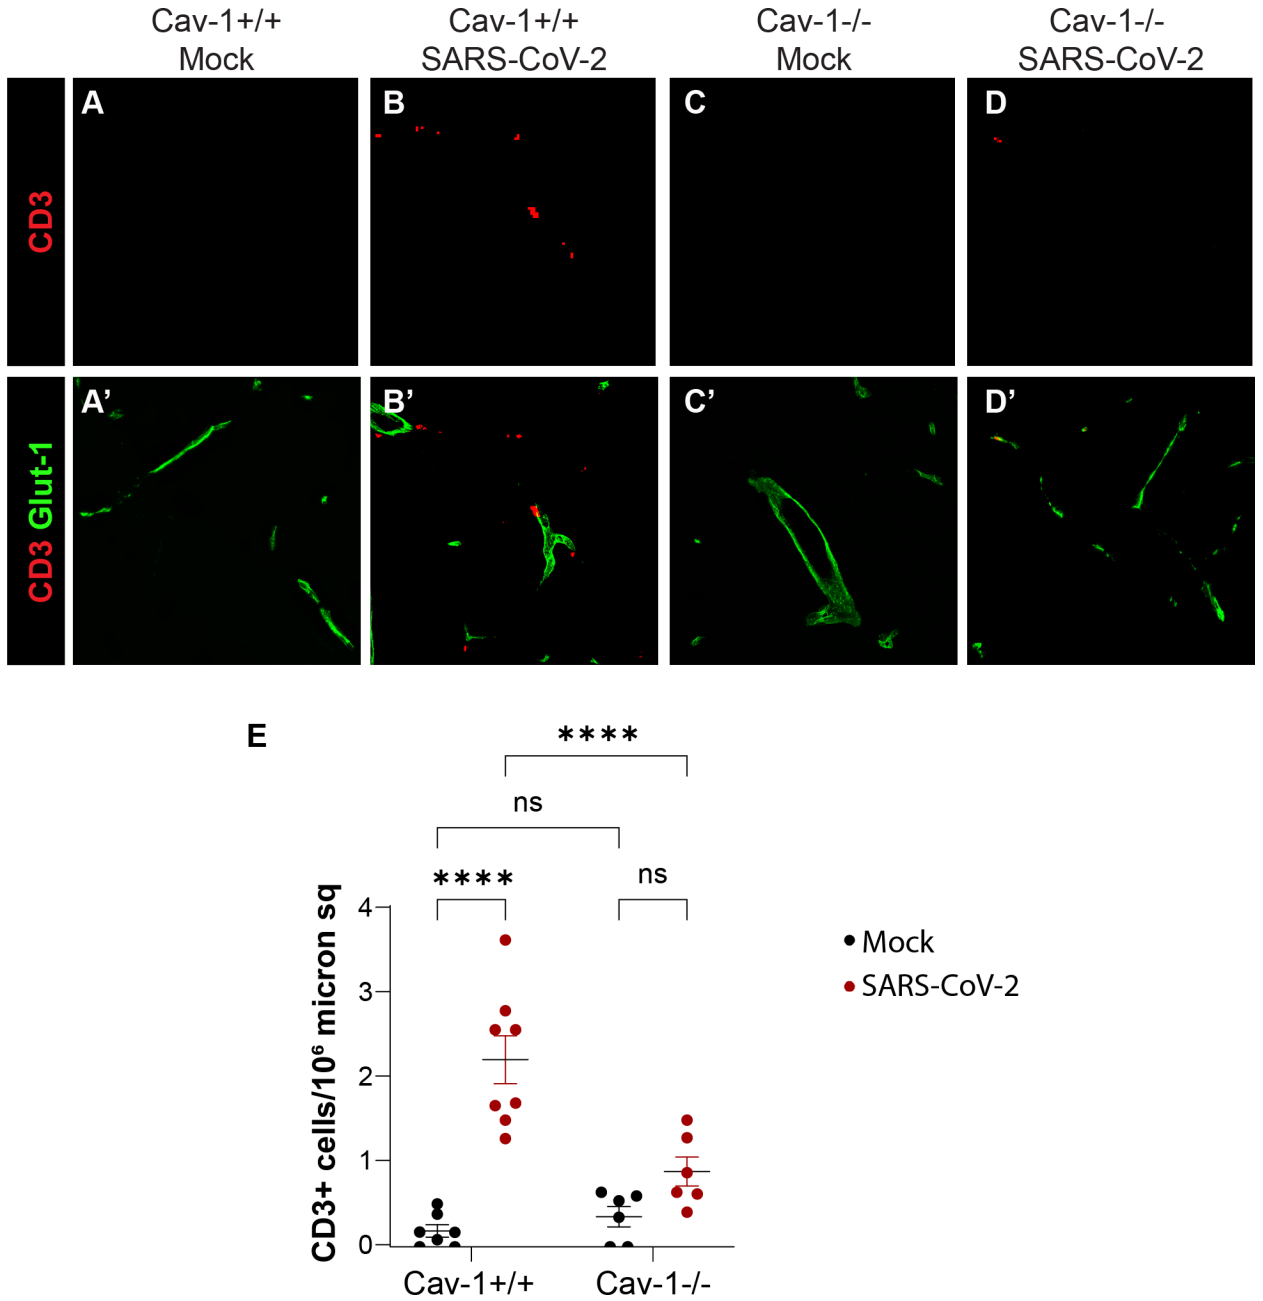 Cav-1+/+
Mock
Cav-1+/+
SARS-CoV-2
Cav-1-/-
Mock
Cav-1-/-
SARS-CoV-2
CD3
A
B
C
D
CD3 Glut-1
A’
B’
C’
D’
E
****
ns
****
ns
CD3+ cells/10⁶ micron sq
4
3
2
1
0
Cav-1+/+
Cav-1-/-
Mock
SARS-CoV-2